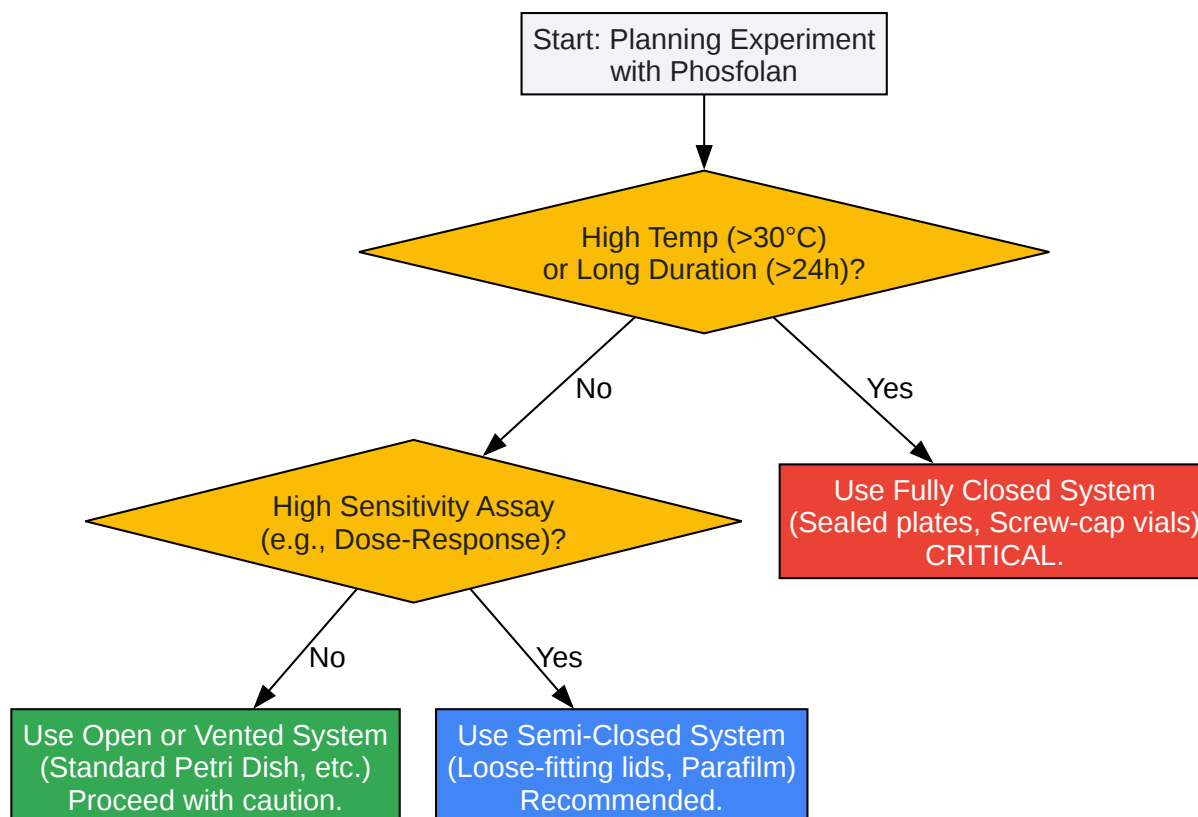 Start: Planning Experiment
with Phosfolan
High Temp (>30°C)
or Long Duration (>24h)?
No
Yes
High Sensitivity Assay
(e.g., Dose-Response)?
Use Fully Closed System
(Sealed plates, Screw-cap vials)
CRITICAL.
No
Yes
Use Open or Vented System
(Standard Petri Dish, etc.)
Proceed with caution.
Use Semi-Closed System
(Loose-fitting lids, Parafilm)
Recommended.